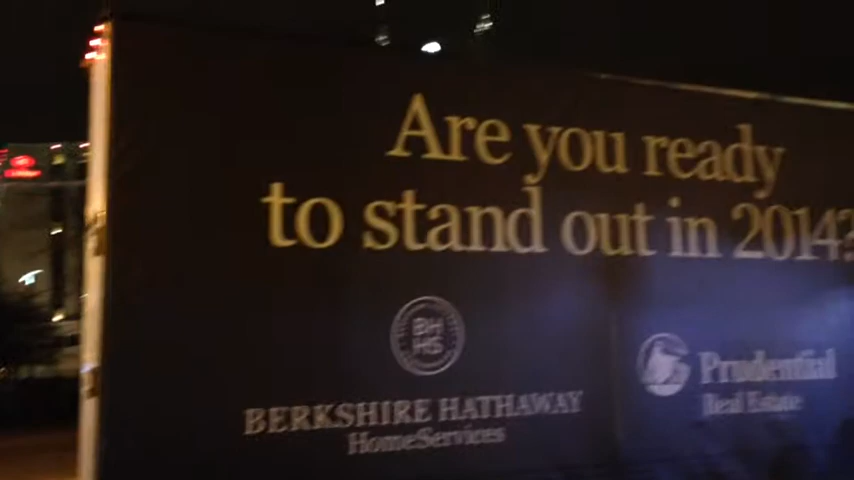 Are you ready
to stand out in 2014?
BH
HS
BERKSHIRE HATHAWAY
HomeServices
Prudential
Real Estate